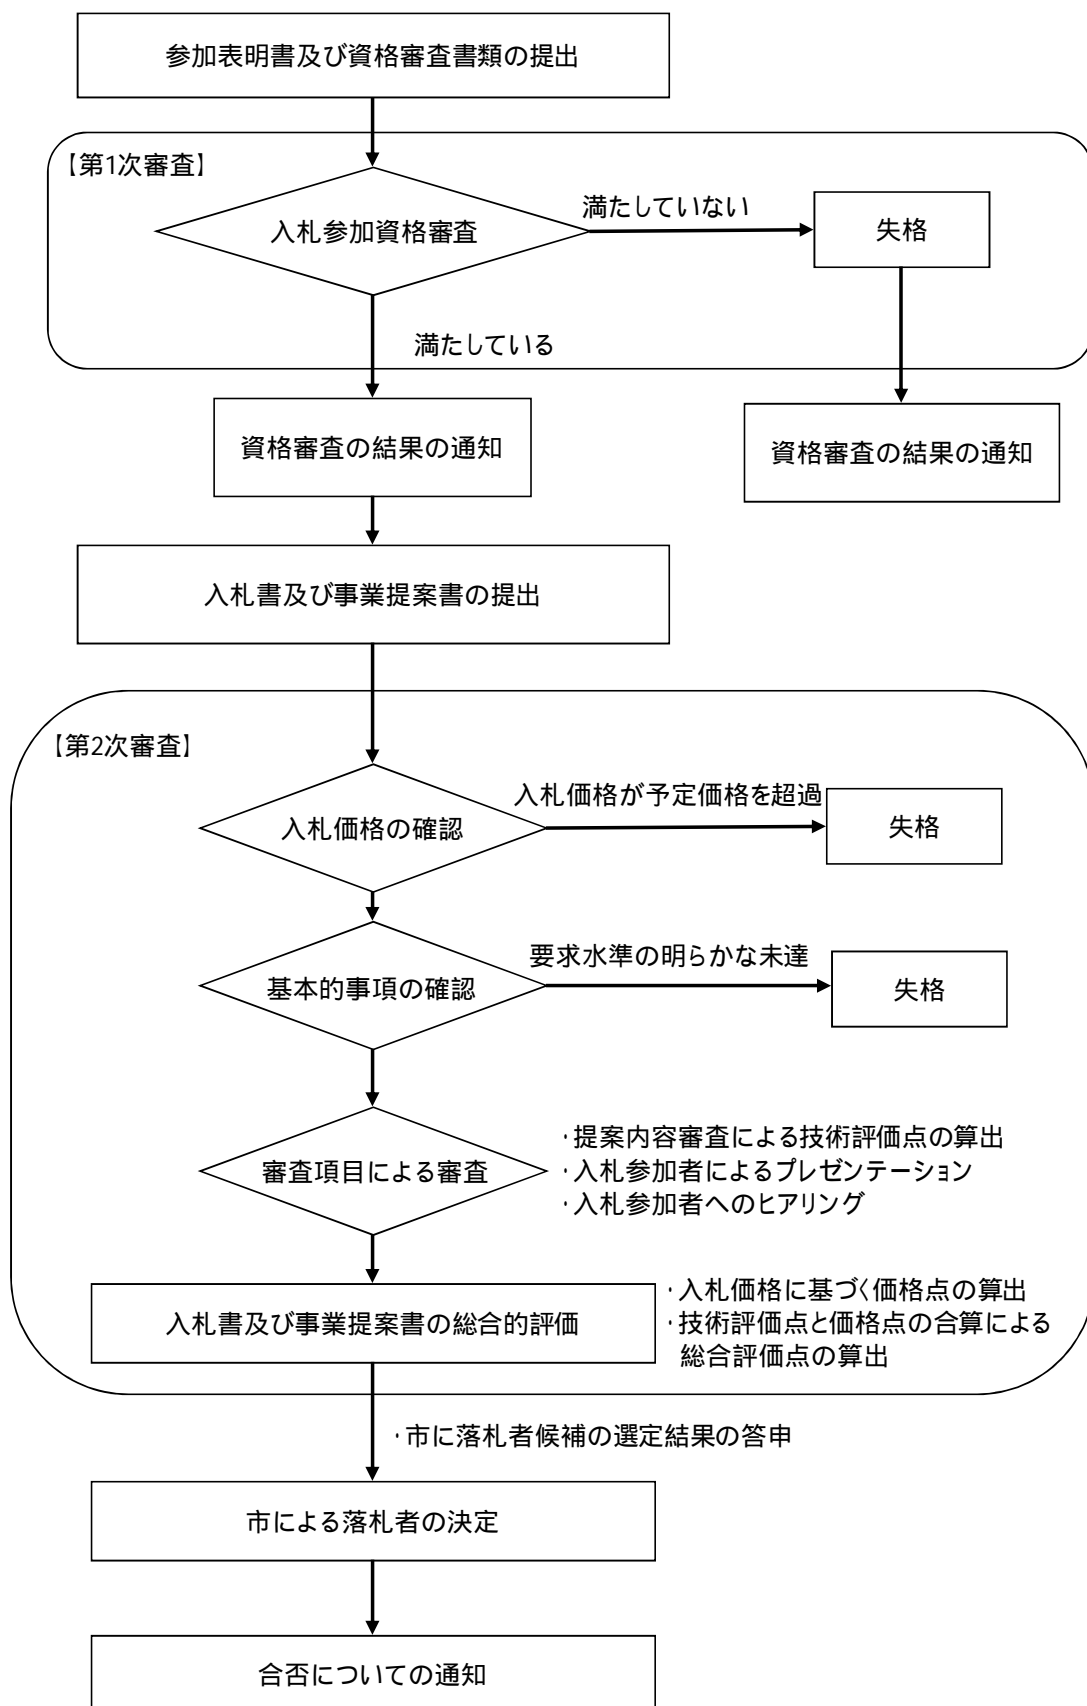 参加表明書及び資格審査書類の提出
【第1次審査】
入札参加資格審査
満たしていない
失格
満たしている
資格審査の結果の通知
資格審査の結果の通知
入札書及び事業提案書の提出
【第2次審査】
入札価格の確認
入札価格が予定価格を超過
失格
基本的事項の確認
要求水準の明らかな未達
失格
審査項目による審査
・提案内容審査による技術評価点の算出
・入札参加者によるプレゼンテーション
・入札参加者へのヒアリング
入札書及び事業提案書の総合的評価
・入札価格に基づく価格点の算出
・技術評価点と価格点の合算による
総合評価点の算出
・市に落札者候補の選定結果の答申
市による落札者の決定
合否についての通知